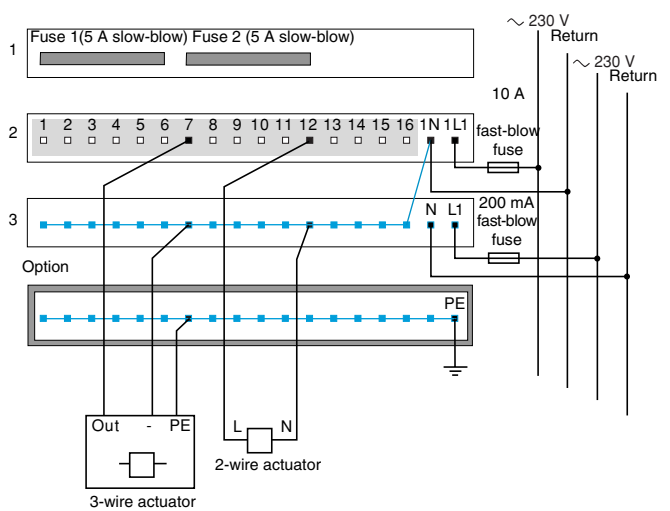 ∼ 230 V
Return
Fuse 1(5 A slow-blow) Fuse 2 (5 A slow-blow)
1
∼ 230 V
Return
10 A
fast-blow
fuse
2
1 2 3 4 5 6 7 8 9 10 11 12 13 14 15 16 1N 1L1
3
N L1
200 mA
fast-blow
fuse
Option
PE
Out - PE
L N
2-wire actuator
3-wire actuator